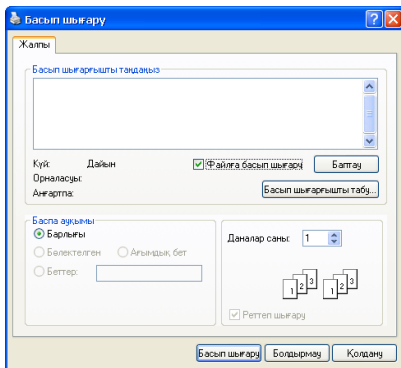 Басып шығару
Жалпы
Басып шығарғышты таңдаңыз
Күй: Дайын
Файлға басып шығару
Баптау
Орналасуы:
Аңғартпа:
Басып шығарғышты табу...
Баспа ауқымы
Барлығы
Бөлектелген Ағымдық бет
Беттер:
Даналар саны: 1
1 2 3 1 2 3
Реттеп шығару
Басып шығару Болдырмау Қолдану